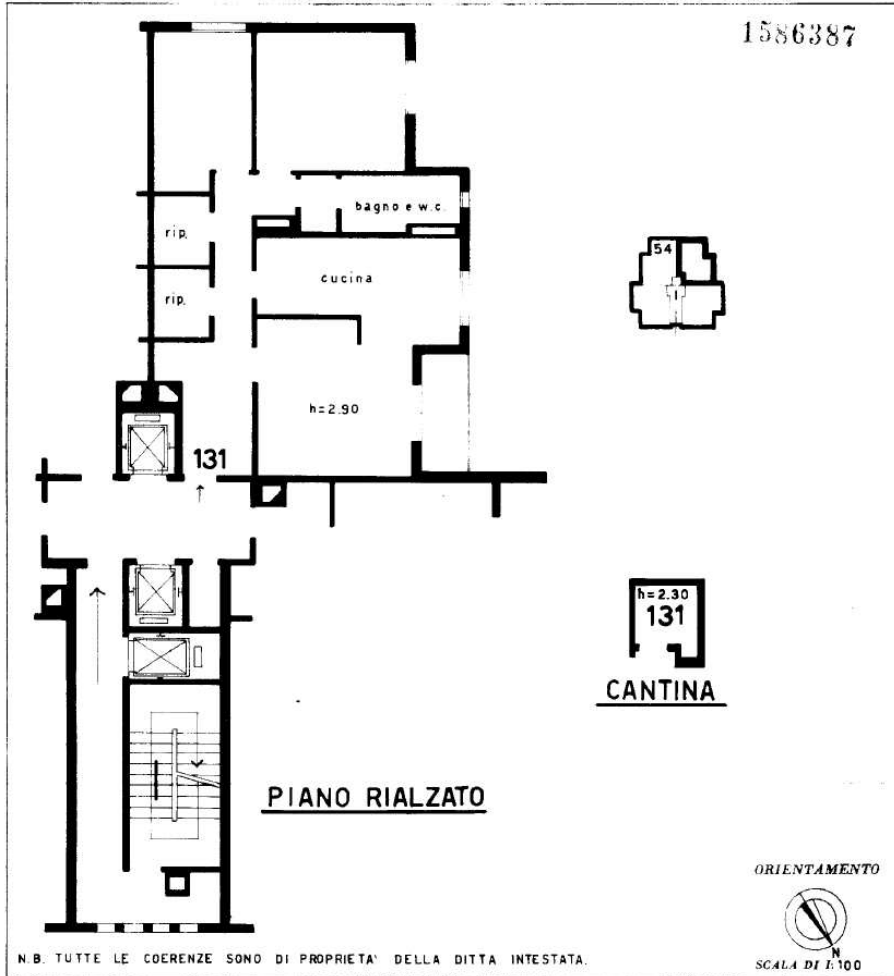 1586387
bagno e w.c.
rip.
54
cucina
rip.
h=2.90
131
h=2.30
131
CANTINA
PIANO RIALZATO
ORIENTAMENTO
N
SCALA DI 1:100
N.B. TUTTE LE COERENZE SONO DI PROPRIETA' DELLA DITTA INTESTATA.